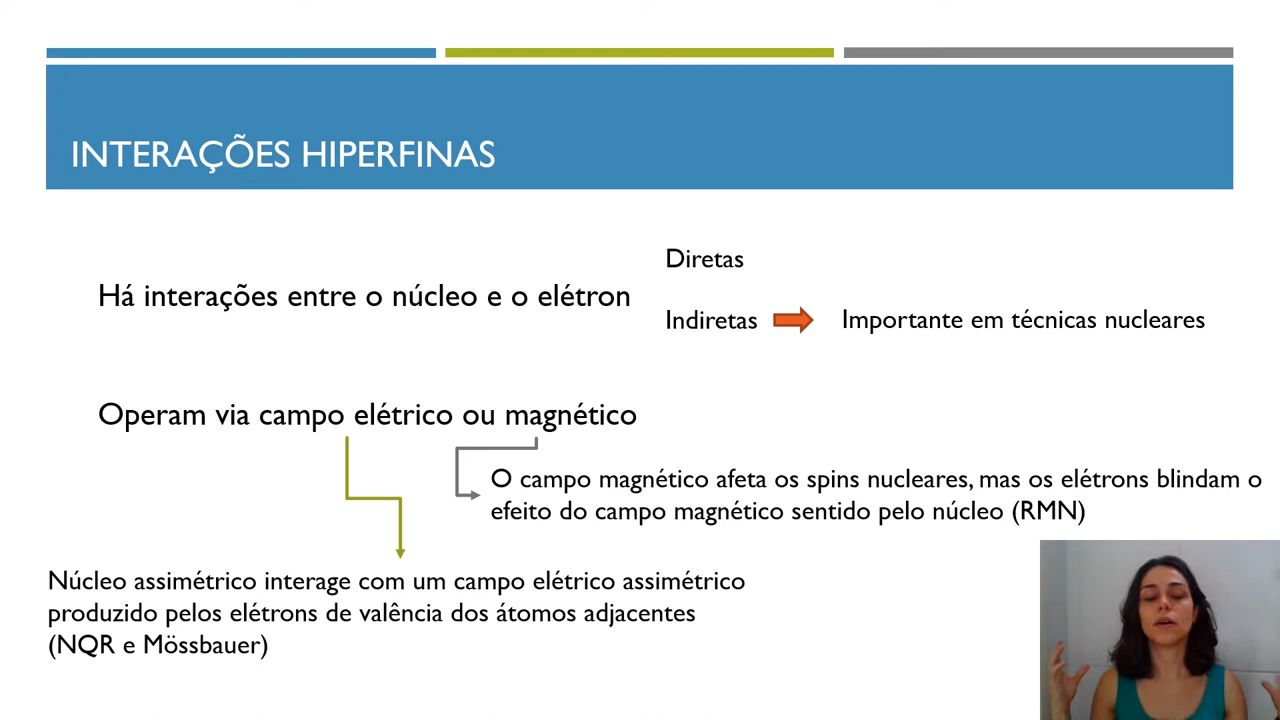 INTERAÇÕES HIPERFINAS
Há interações entre o núcleo e o elétron
Diretas
Indiretas
Importante em técnicas nucleares
Operam via campo elétrico ou magnético
O campo magnético afeta os spins nucleares, mas os elétrons blindam o
efeito do campo magnético sentido pelo núcleo (RMN)
Núcleo assimétrico interage com um campo elétrico assimétrico
produzido pelos elétrons de valência dos átomos adjacentes
(NQR e Mössbauer)